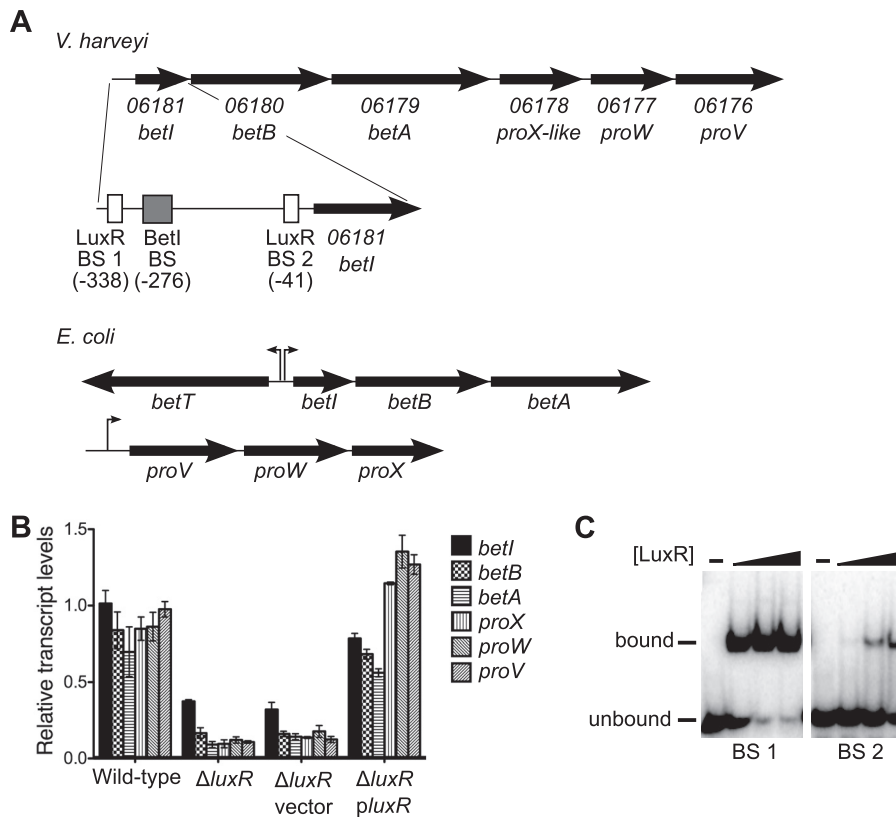 A
V. harveyi
06181 06180 06179 06178 06177 06176
betI betB betA proX-like proW proV
LuxR BetI LuxR 06181
BS 1 BS BS 2 betI
(-338) (-276) (-41)
E. coli
betT betI betB betA
proV proW proX
B
Relative transcript levels
1.5
1.0
0.5
0.0
Wild-type ΔluxR ΔluxR ΔluxR
vector pluxR
betI
betB
betA
proX
proW
proV
C
[LuxR] – –
bound
unbound
BS 1 BS 2